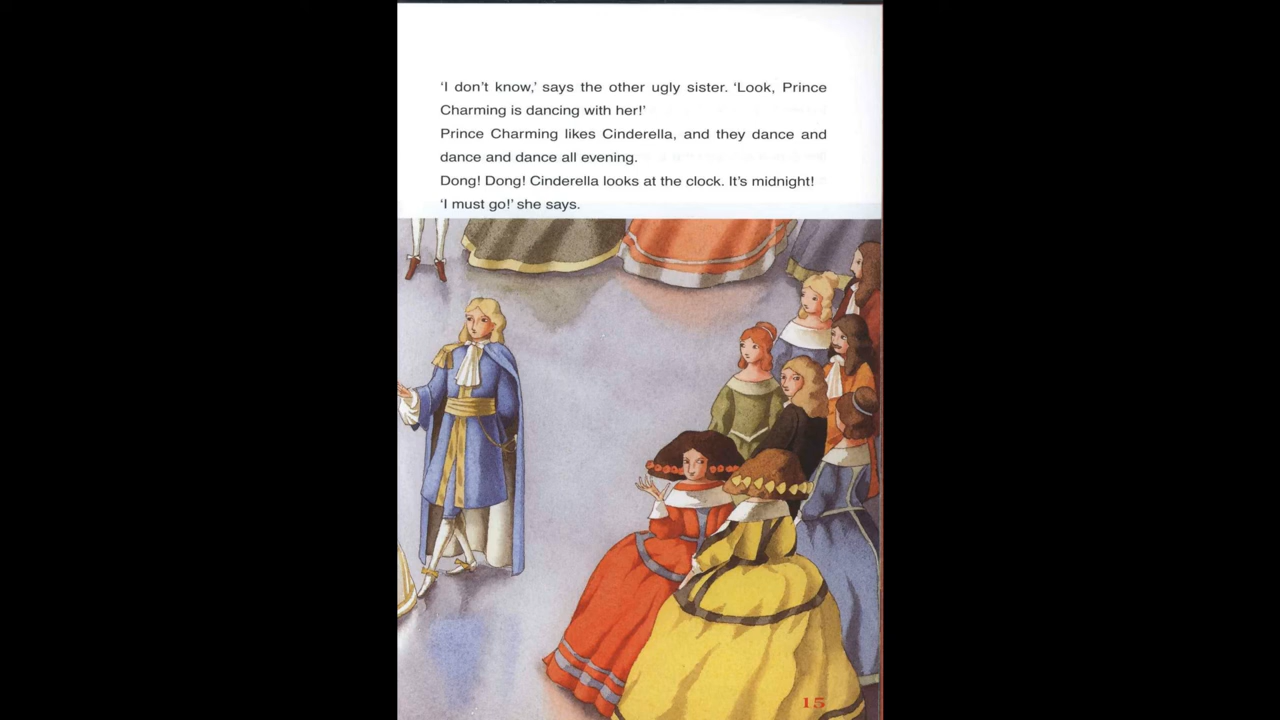 ‘I don’t know,’ says the other ugly sister. ‘Look, Prince
Charming is dancing with her!’
Prince Charming likes Cinderella, and they dance and
dance and dance all evening.
Dong! Dong! Cinderella looks at the clock. It’s midnight!
‘I must go!’ she says.
15